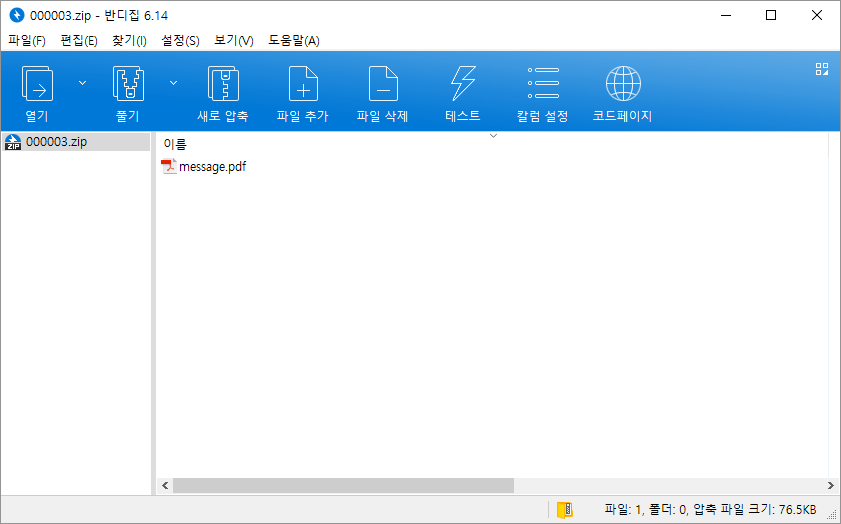 000003.zip - 반디집 6.14
파일(F) 편집(E) 찾기(I) 설정(S) 보기(V) 도움말(A)
열기 풀기 새로 압축 파일 추가 파일 삭제 테스트 칼럼 설정 코드페이지
ZIP 000003.zip
이름
message.pdf
파일: 1, 폴더: 0, 압축 파일 크기: 76.5KB